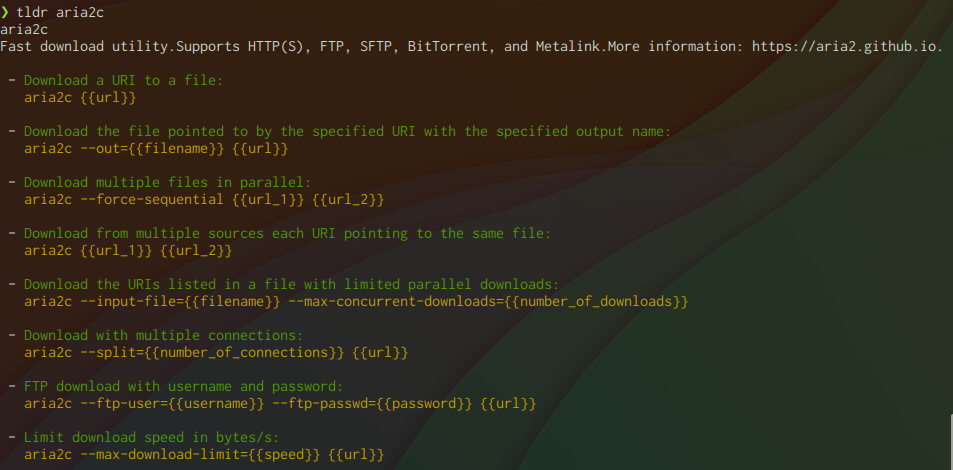 ❯ tldr aria2c
aria2c
Fast download utility.Supports HTTP(S), FTP, SFTP, BitTorrent, and Metalink.More information: https://aria2.github.io.
- Download a URI to a file:
aria2c {{url}}
- Download the file pointed to by the specified URI with the specified output name:
aria2c --out={{filename}} {{url}}
- Download multiple files in parallel:
aria2c --force-sequential {{url_1}} {{url_2}}
- Download from multiple sources each URI pointing to the same file:
aria2c {{url_1}} {{url_2}}
- Download the URIs listed in a file with limited parallel downloads:
aria2c --input-file={{filename}} --max-concurrent-downloads={{number_of_downloads}}
- Download with multiple connections:
aria2c --split={{number_of_connections}} {{url}}
- FTP download with username and password:
aria2c --ftp-user={{username}} --ftp-passwd={{password}} {{url}}
- Limit download speed in bytes/s:
aria2c --max-download-limit={{speed}} {{url}}